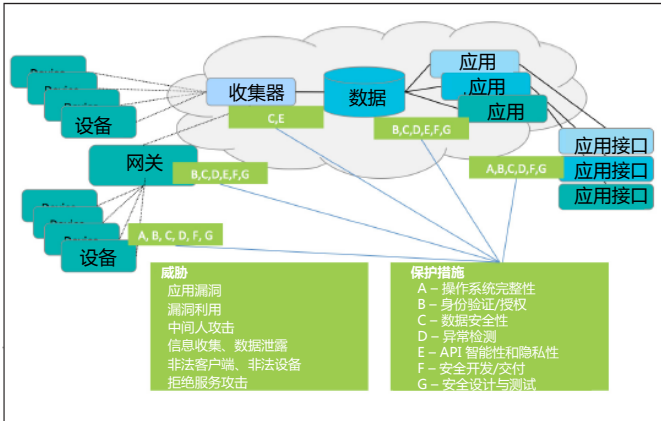 应用
应用
应用
收集器
数据
设备
C,E
B,C,D,E,F,G
网关
B,C,D,E,F,G
A,B,C,D,F,G
应用接口
应用接口
应用接口
A, B, C, D, F, G
设备
威胁
应用漏洞
漏洞利用
中间人攻击
信息收集、数据泄露
非法客户端、非法设备
拒绝服务攻击
保护措施
A – 操作系统完整性
B – 身份验证/授权
C – 数据安全性
D – 异常检测
E – API 智能性和隐私性
F – 安全开发/交付
G – 安全设计与测试